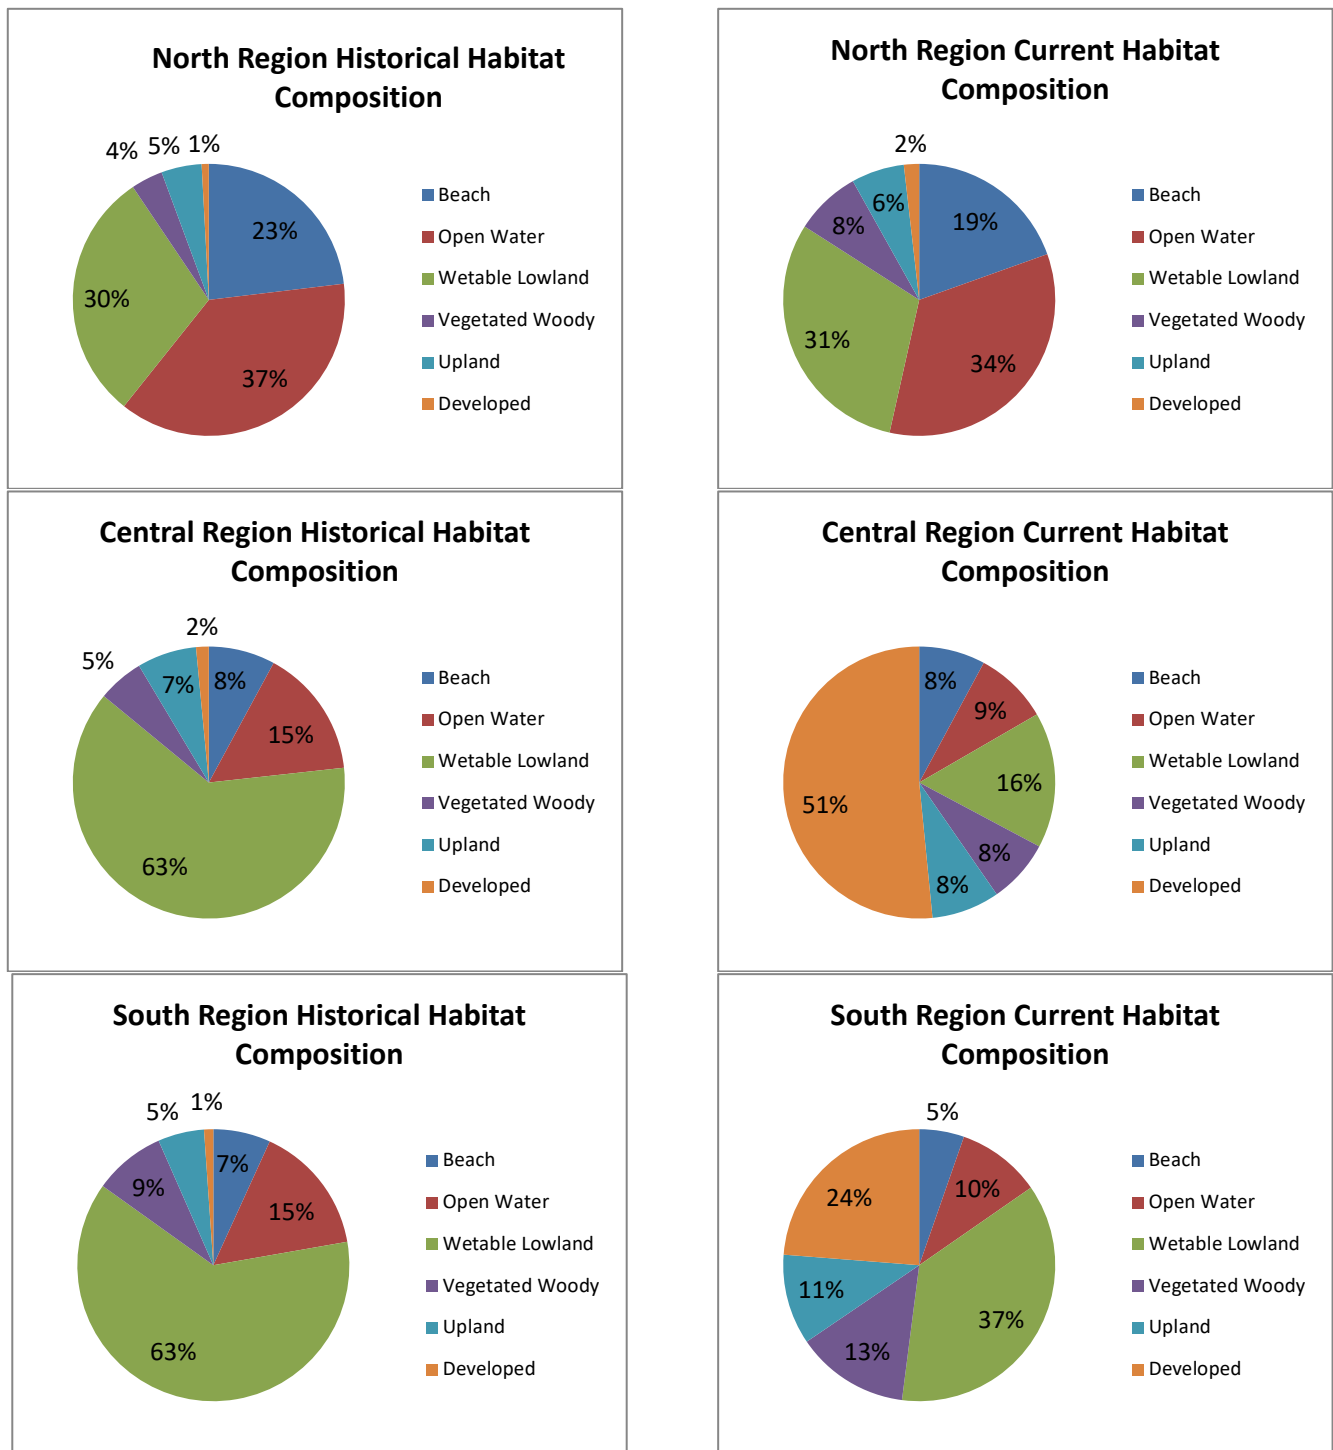 North Region Historical Habitat
Composition
4%
5%
1%
23%
30%
37%
Beach
Open Water
Wetable Lowland
Vegetated Woody
Upland
Developed
North Region Current Habitat
Composition
2%
6%
8%
19%
31%
34%
Beach
Open Water
Wetable Lowland
Vegetated Woody
Upland
Developed
Central Region Historical Habitat
Composition
2%
5%
7%
8%
15%
63%
Beach
Open Water
Wetable Lowland
Vegetated Woody
Upland
Developed
Central Region Current Habitat
Composition
8%
9%
16%
51%
8%
8%
Beach
Open Water
Wetable Lowland
Vegetated Woody
Upland
Developed
South Region Historical Habitat
Composition
5%
1%
7%
9%
15%
63%
Beach
Open Water
Wetable Lowland
Vegetated Woody
Upland
Developed
South Region Current Habitat
Composition
5%
24%
10%
11%
37%
13%
Beach
Open Water
Wetable Lowland
Vegetated Woody
Upland
Developed